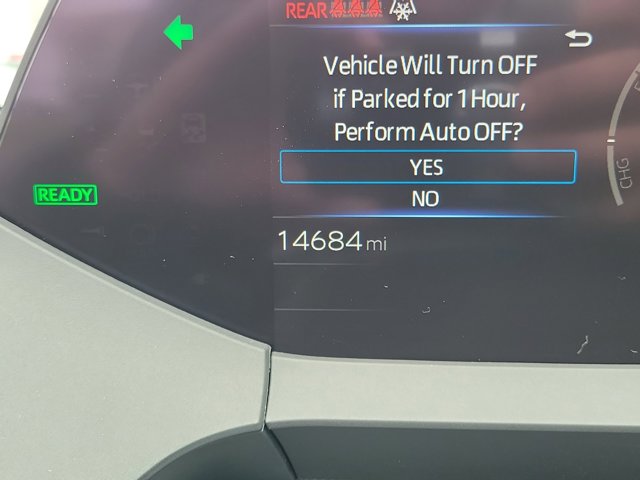 REAR
Vehicle Will Turn OFF
if Parked for 1 Hour,
Perform Auto OFF?
YES
READY
NO
14684 mi
CHG